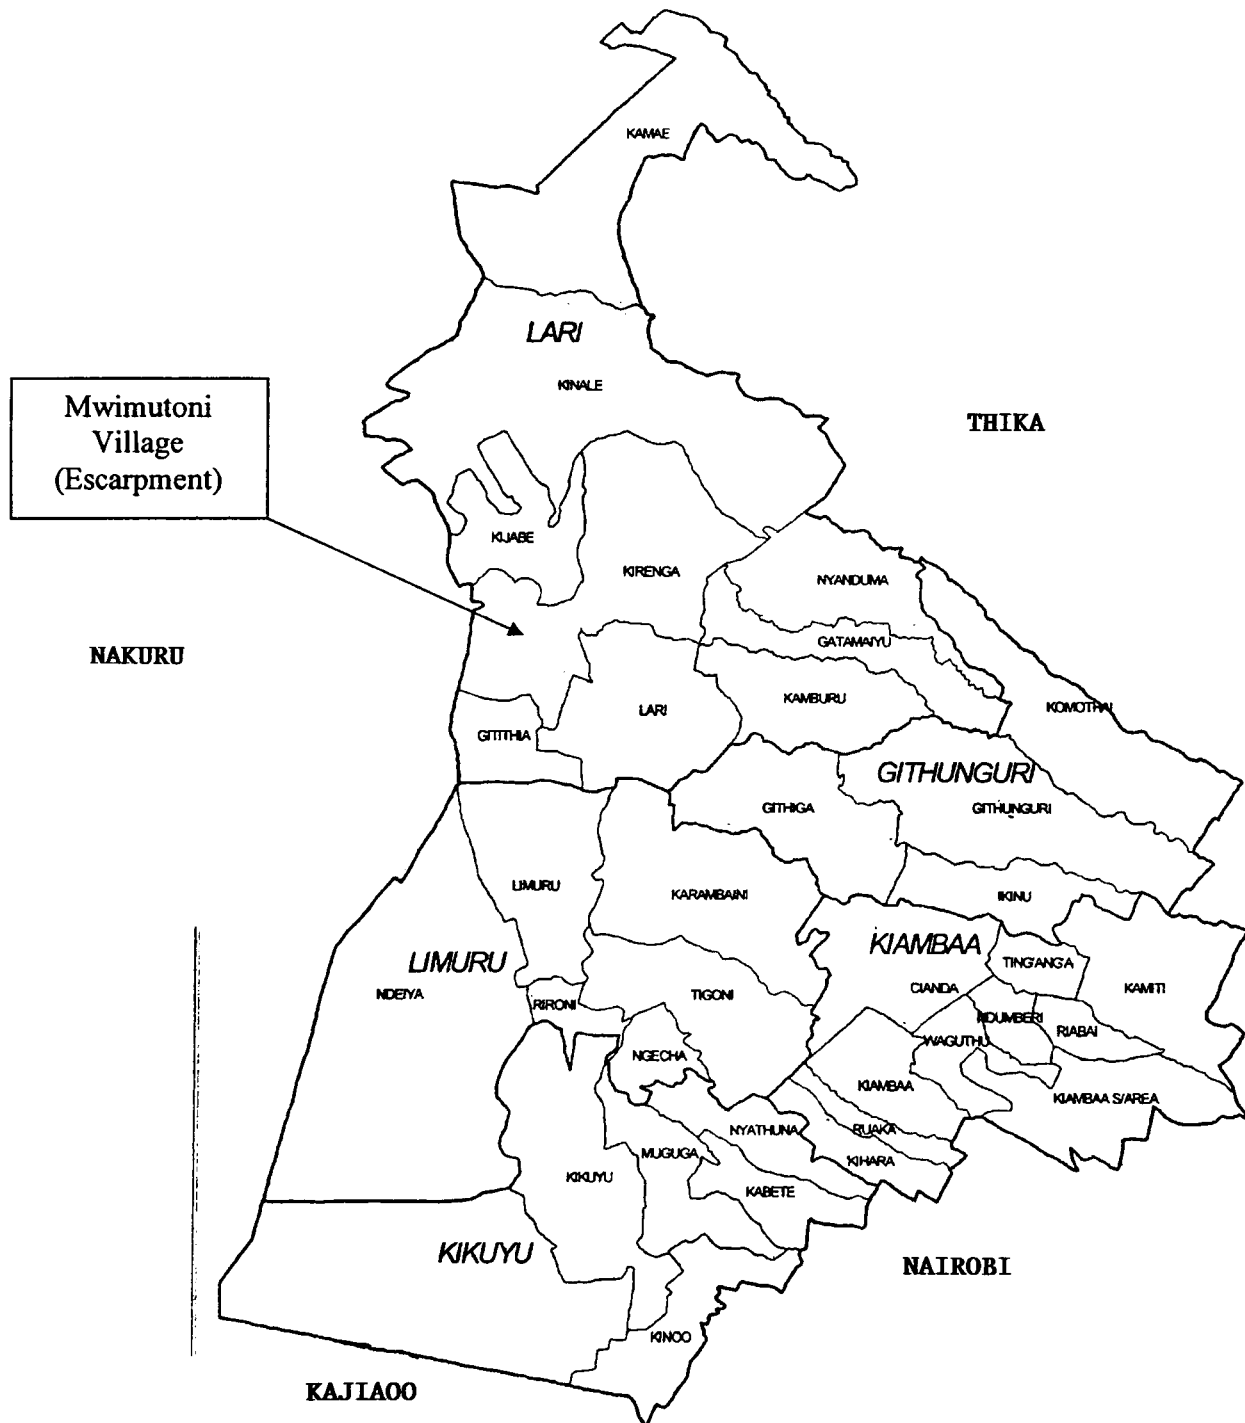 KAMAE
LARI
KINALE
Mwimutoni
Village
(Escarpment)
THIKA
KIJABE
KIRENGA
NYANDUMA
GATAMAIYU
NAKURU
KAMBURU
LARI
KOMOTHAI
GITITHIA
GITHUNGURI
GITHIGA
GITHUNGURI
LIMURU
KARAMBAINI
IKINU
KIAMBAA
LIMURU
TING'ANGA
NDEIYA
RIRONI
TIGONI
CIANDA
KAMITI
NDUMBERI
RIABAI
WAGUTHU
NGECHA
KIAMBAA
KIAMBAA S/AREA
NYATHUNA
RUAKA
MUGUGA
KIHARA
KIKUYU
KABETE
KIKUYU
NAIROBI
KINOO
KAJIAOO